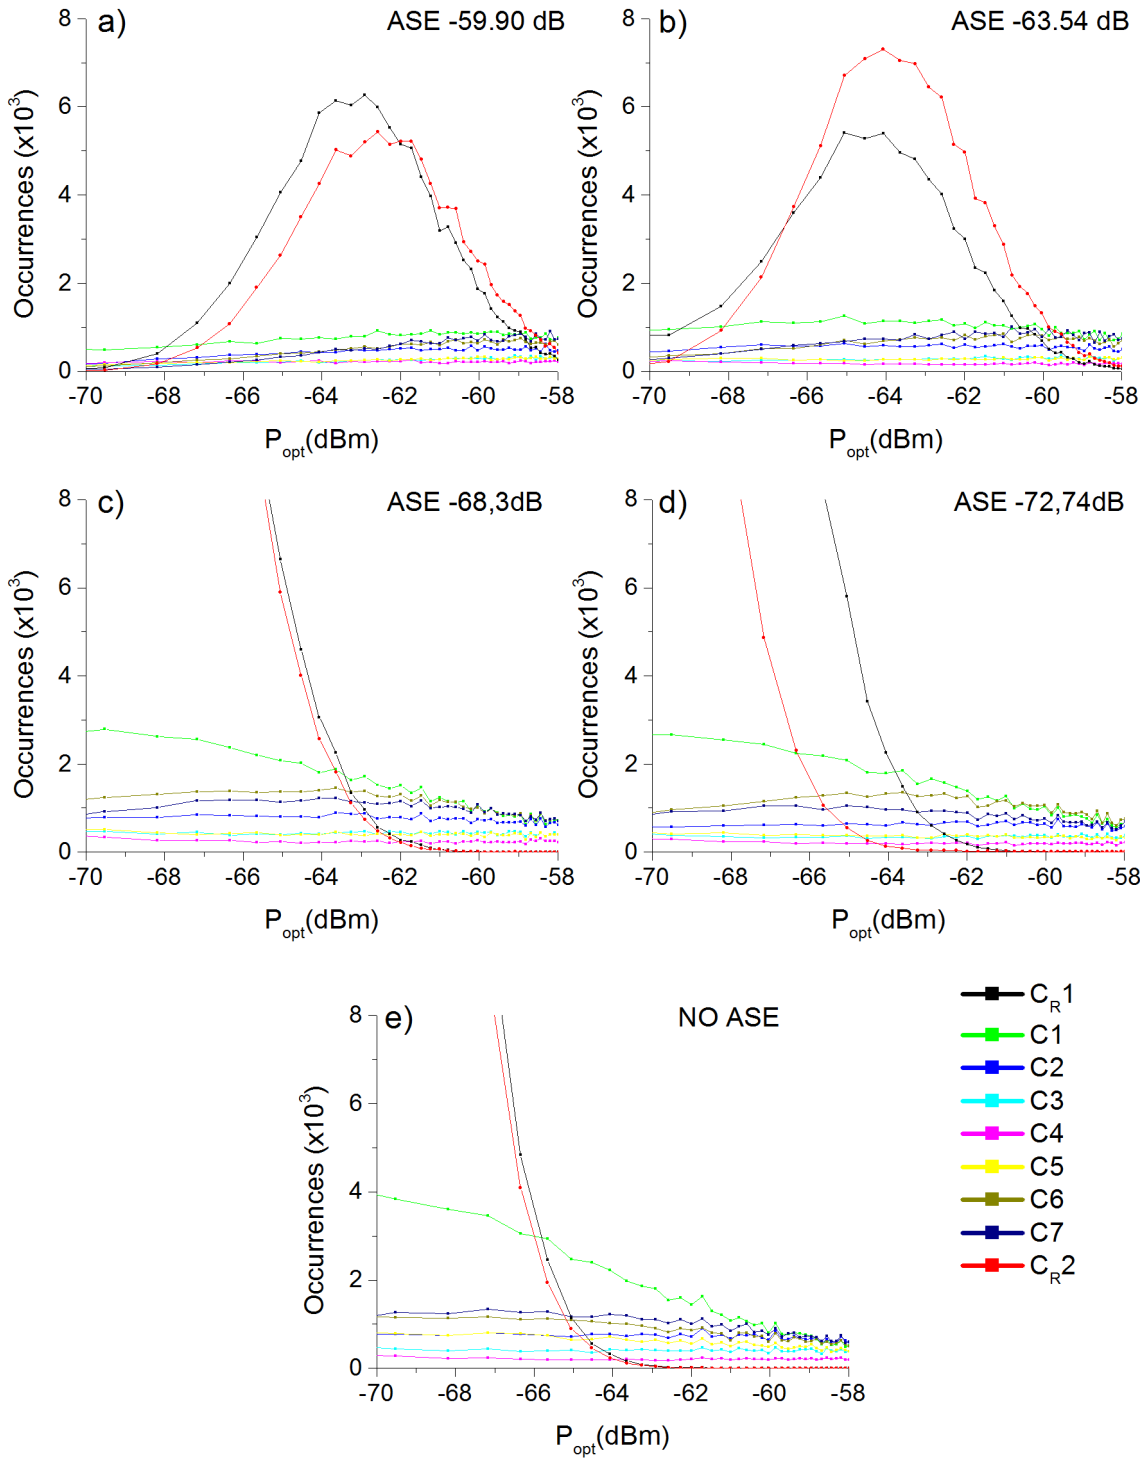 a) ASE -59.90 dB
8
6
4
2
0
Occurrences (x10³)
-70 -68 -66 -64 -62 -60 -58
P_opt(dBm)
b) ASE -63.54 dB
8
6
4
2
0
Occurrences (x10³)
-70 -68 -66 -64 -62 -60 -58
P_opt(dBm)
c) ASE -68,3dB
8
6
4
2
0
Occurrences (x10³)
-70 -68 -66 -64 -62 -60 -58
P_opt(dBm)
d) ASE -72,74dB
8
6
4
2
0
Occurrences (x10³)
-70 -68 -66 -64 -62 -60 -58
P_opt(dBm)
e) NO ASE
8
6
4
2
0
Occurrences (x10³)
-70 -68 -66 -64 -62 -60 -58
P_opt(dBm)
C_R1
C1
C2
C3
C4
C5
C6
C7
C_R2